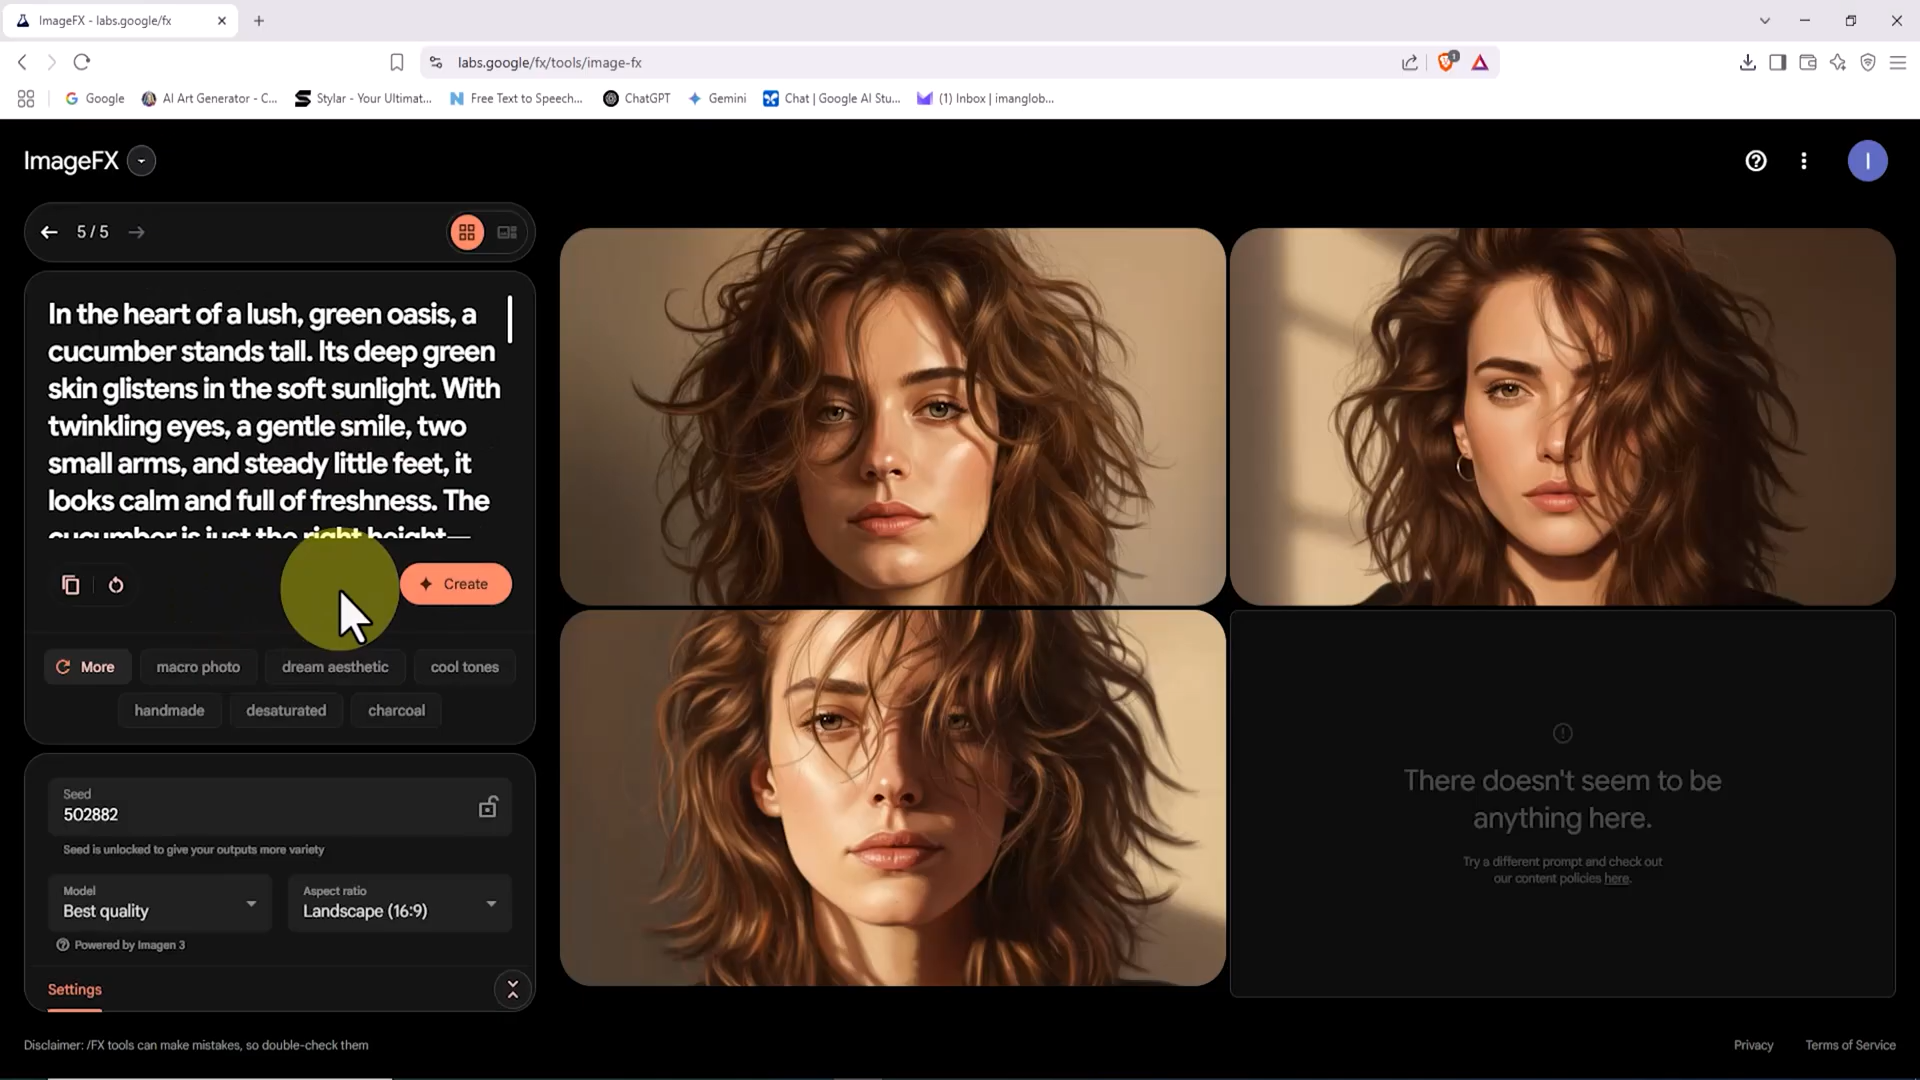 ImageFX - labs.google/fx
labs.google/fx/tools/image-fx
1
Google
AI Art Generator - C...
Stylar - Your Ultimat...
Free Text to Speech...
ChatGPT
Gemini
Chat | Google AI Stu...
(1) Inbox | imanglob...
ImageFX
I
5 / 5
In the heart of a lush, green oasis, a
cucumber stands tall. Its deep green
skin glistens in the soft sunlight. With
twinkling eyes, a gentle smile, two
small arms, and steady little feet, it
looks calm and full of freshness. The
cucumber is just the right height—
Create
More
macro photo
dream aesthetic
cool tones
handmade
desaturated
charcoal
Seed
502882
Seed is unlocked to give your outputs more variety
Model
Best quality
Aspect ratio
Landscape (16:9)
Powered by Imagen 3
Settings
There doesn't seem to be
anything here.
Try a different prompt and check out
our content policies here.
Disclaimer: /FX tools can make mistakes, so double-check them
Privacy
Terms of Service